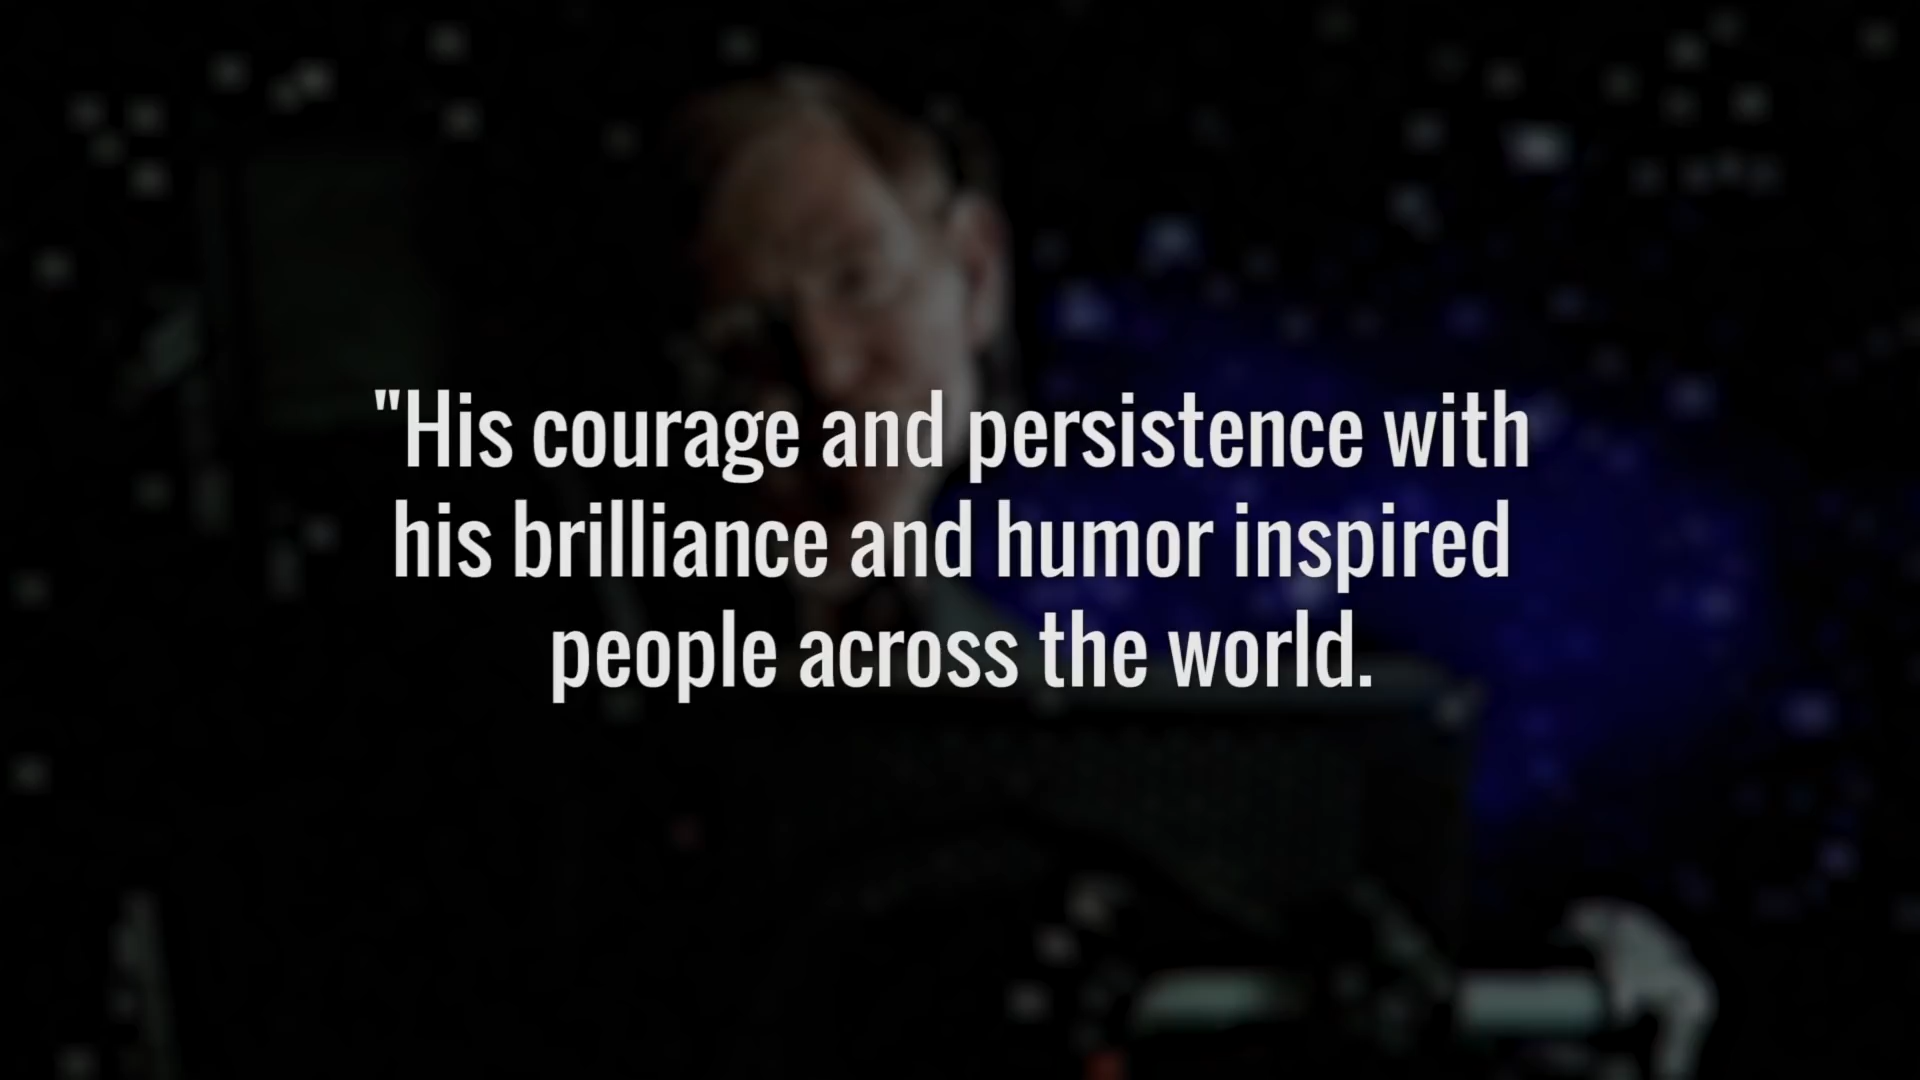 "His courage and persistence with
his brilliance and humor inspired
people across the world.